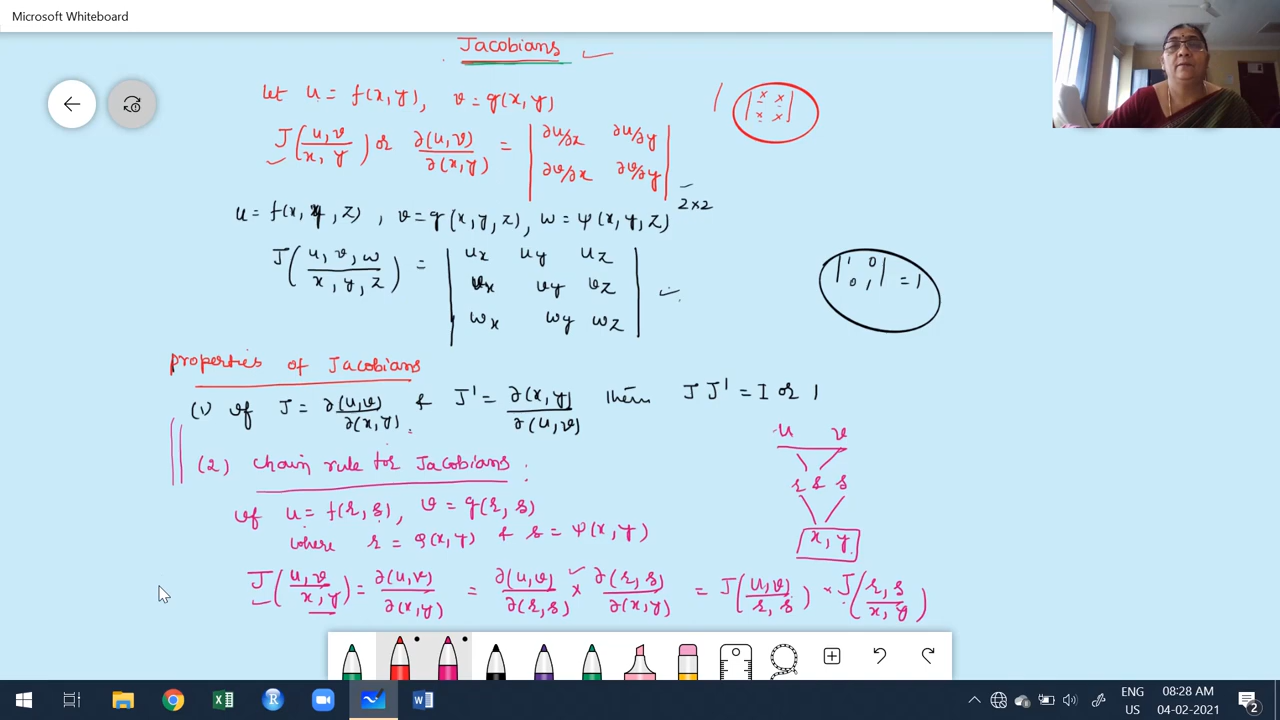 Microsoft Whiteboard
Jacobians
let u = f(x,y), v = g(x,y)
| x x |
| x x |
J(u,v / x,y) or ∂(u,v)/∂(x,y) = | ∂u/∂x ∂u/∂y |
| ∂v/∂x ∂v/∂y |
2×2
u = f(x, y, z), v = g(x, y, z), w = ψ(x, y, z)
J(u, v, w / x, y, z) = | ux uy uz |
| vx vy vz |
| wx wy wz |
| 1 0 |
| 0 1 | = 1
properties of Jacobians
(1) If J = ∂(u,v)/∂(x,y) & J' = ∂(x,y)/∂(u,v) then J J' = I or 1
(2) chain rule for Jacobians.
u v
r & s
x, y
If u = f(r,s), v = g(r,s)
where r = φ(x,y) & s = ψ(x,y)
J(u,v / x,y) = ∂(u,v)/∂(x,y) = ∂(u,v)/∂(r,s) × ∂(r,s)/∂(x,y) = J(u,v / r,s) × J(r,s / x,y)
ENG
US
08:28 AM
04-02-2021
2